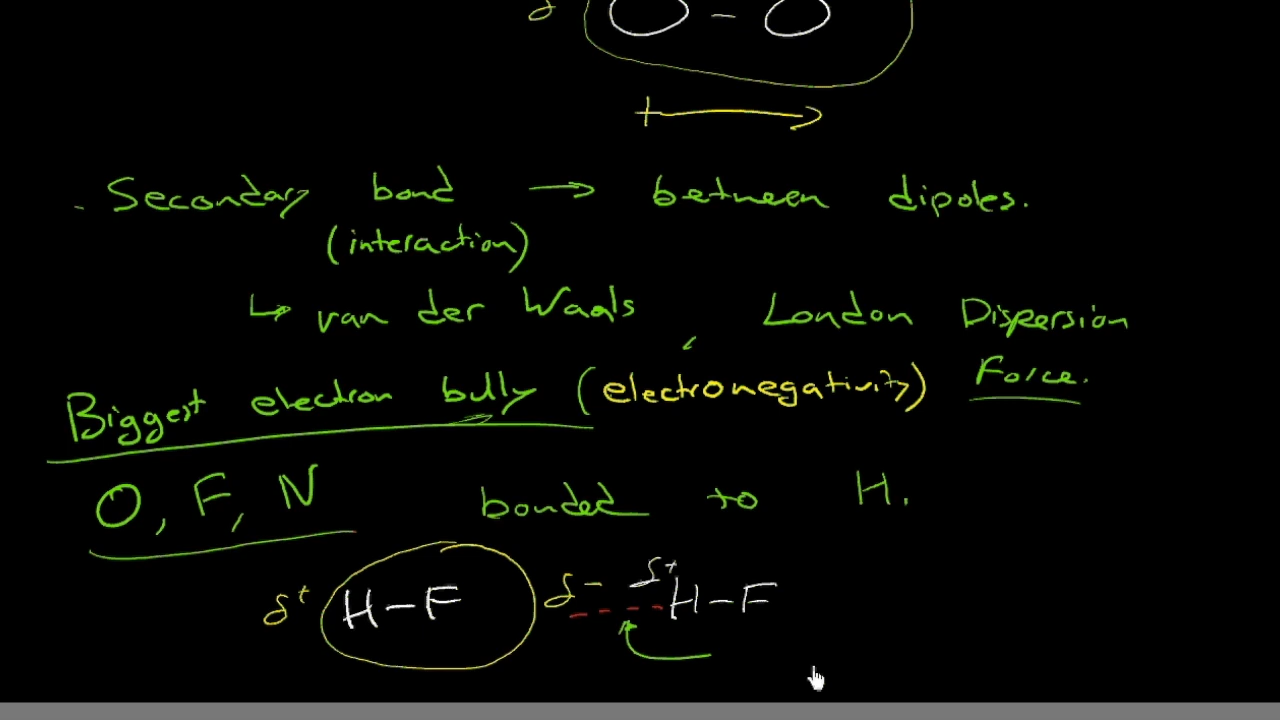 δ O - O
. Secondary bond → between dipoles.
(interaction)
↳ van der Waals London Dispersion
Force.
Biggest electron bully (electronegativity)
O, F, N bonded to H.
δ+ H-F δ- ---- δ+ H-F